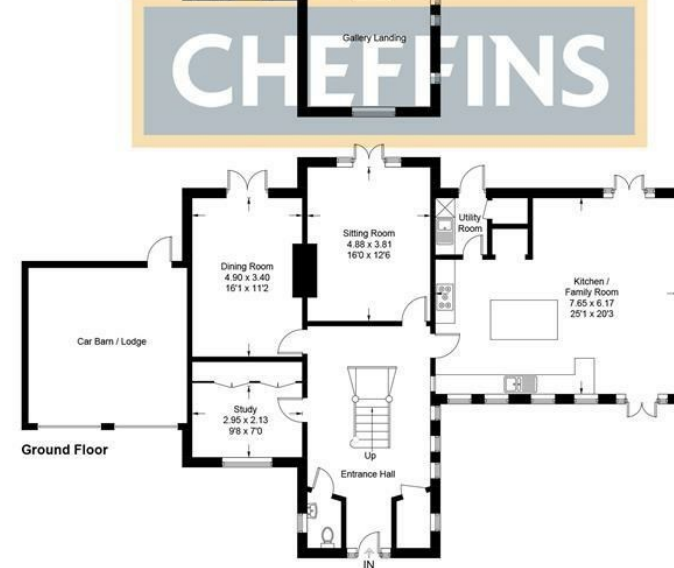 Gallery Landing
CHEFFINS
Sitting Room
4.88 x 3.81
16'0 x 12'6
Utility
Room
Dining Room
4.90 x 3.40
16'1 x 11'2
Kitchen /
Family Room
7.65 x 6.17
25'1 x 20'3
Car Barn / Lodge
Study
2.95 x 2.13
9'8 x 7'0
Up
Ground Floor
Entrance Hall
IN